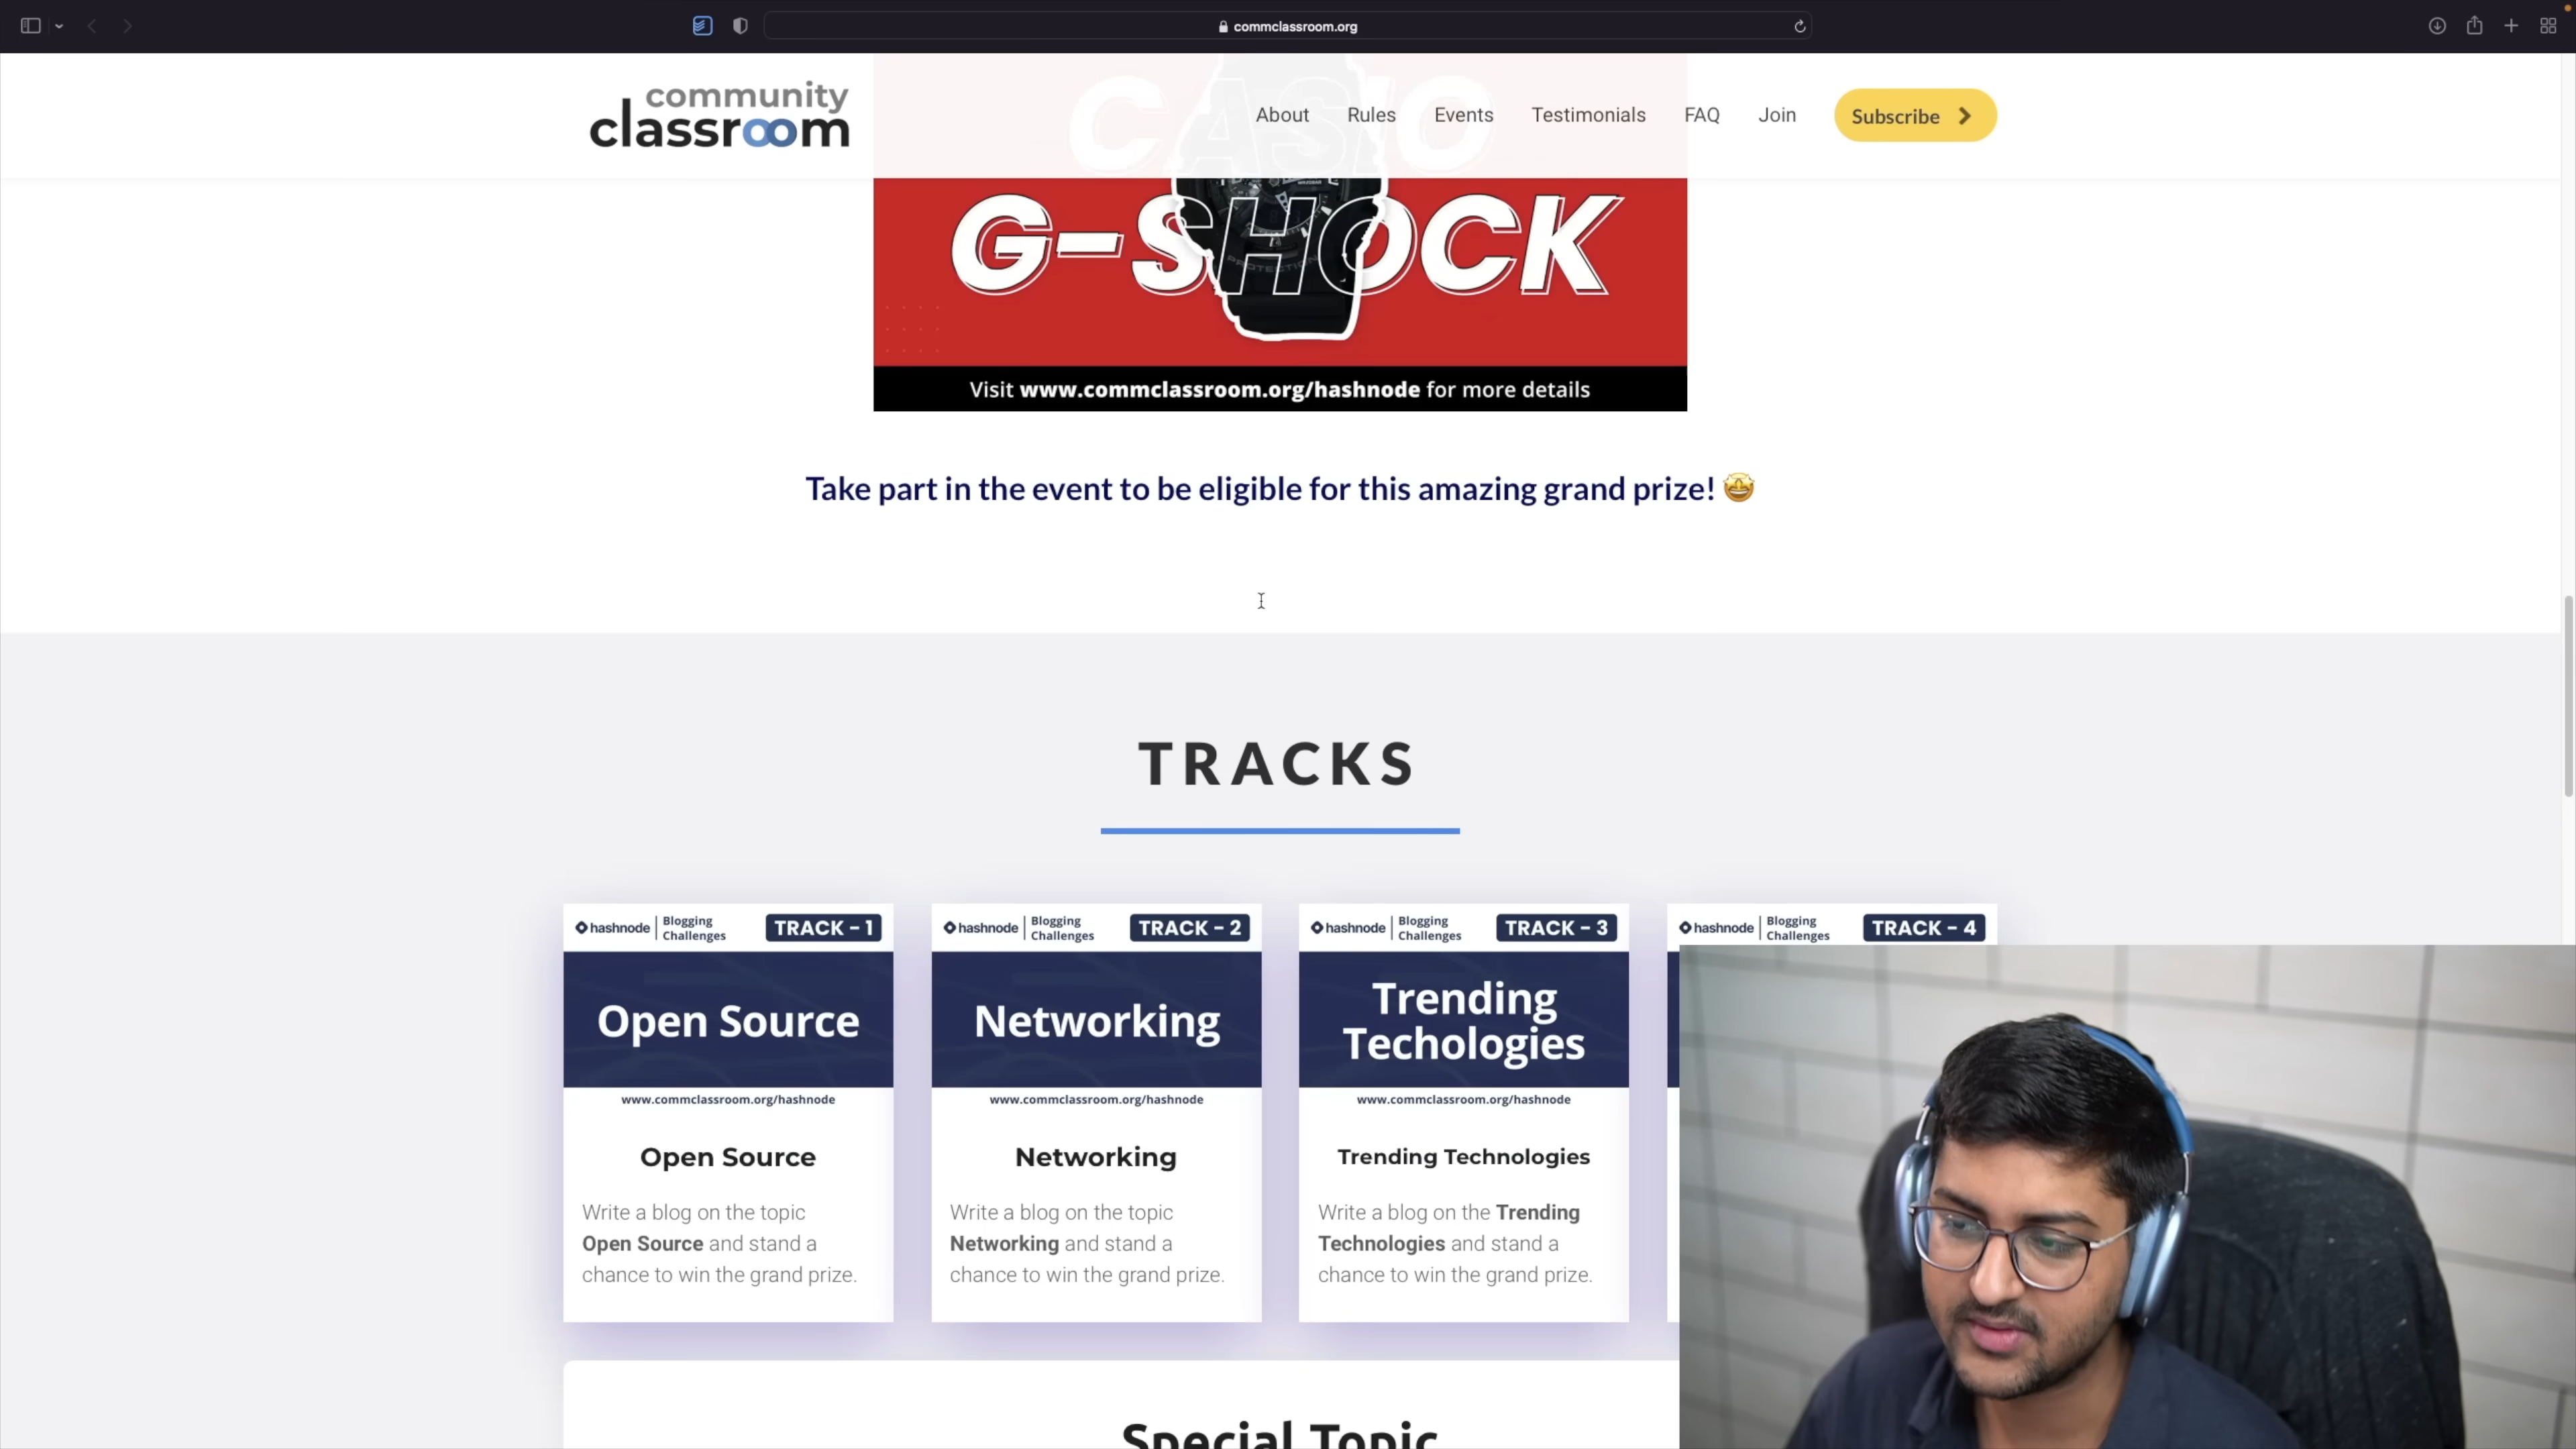 commclassroom.org
community
classroom
About Rules Events Testimonials FAQ Join Subscribe
CASIO
G-SHOCK
PROTECTION
Visit www.commclassroom.org/hashnode for more details
Take part in the event to be eligible for this amazing grand prize! 🤩
TRACKS
hashnode | Blogging Challenges TRACK - 1
Open Source
www.commclassroom.org/hashnode
Open Source
Write a blog on the topic
Open Source and stand a
chance to win the grand prize.
hashnode | Blogging Challenges TRACK - 2
Networking
www.commclassroom.org/hashnode
Networking
Write a blog on the topic
Networking and stand a
chance to win the grand prize.
hashnode | Blogging Challenges TRACK - 3
Trending
Techologies
www.commclassroom.org/hashnode
Trending Technologies
Write a blog on the Trending
Technologies and stand a
chance to win the grand prize.
hashnode | Blogging Challenges TRACK - 4
Special Topic